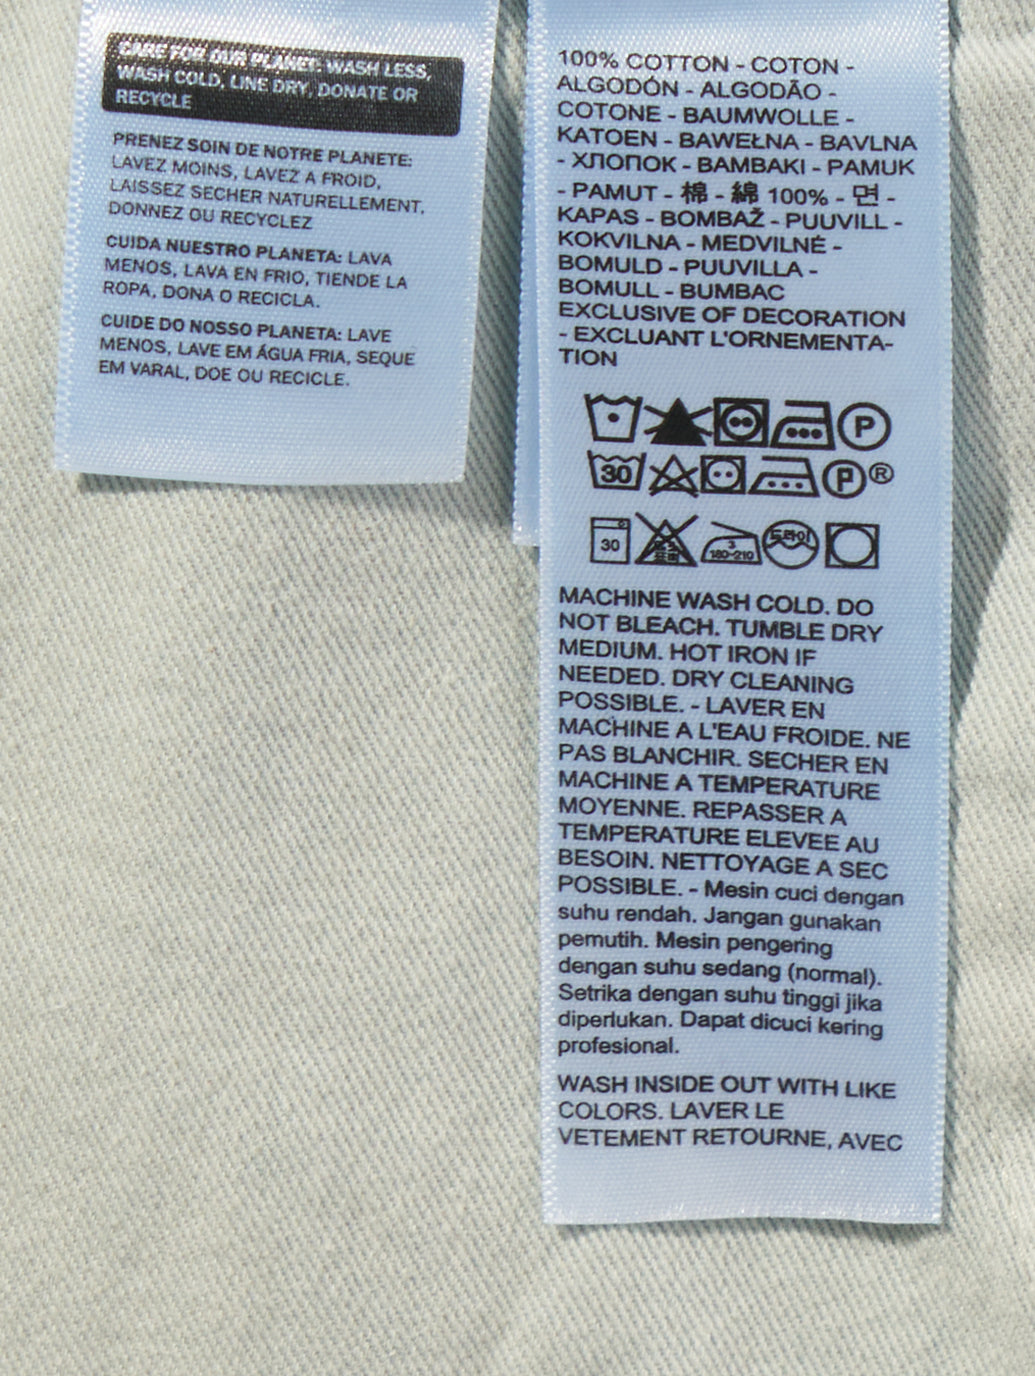 CARE FOR OUR PLANET: WASH LESS,
WASH COLD, LINE DRY, DONATE OR
RECYCLE
PRENEZ SOIN DE NOTRE PLANETE:
LAVEZ MOINS, LAVEZ A FROID,
LAISSEZ SECHER NATURELLEMENT,
DONNEZ OU RECYCLEZ
CUIDA NUESTRO PLANETA: LAVA
MENOS, LAVA EN FRIO, TIENDE LA
ROPA, DONA O RECICLA.
CUIDE DO NOSSO PLANETA: LAVE
MENOS, LAVE EM ÁGUA FRIA, SEQUE
EM VARAL, DOE OU RECICLE.
100% COTTON - COTON -
ALGODÓN - ALGODÃO -
COTONE - BAUMWOLLE -
KATOEN - BAWEŁNA - BAVLNA
- ХЛОПОК - BAMBAKI - PAMUK
- PAMUT - 棉 - 綿 100% - 면 -
KAPAS - BOMBAŽ - PUUVILL -
KOKVILNA - MEDVILNĖ -
BOMULD - PUUVILLA -
BOMULL - BUMBAC
EXCLUSIVE OF DECORATION
- EXCLUANT L'ORNEMENTA-
TION
P
30 P ®
30 3 180~210 드라이
MACHINE WASH COLD. DO
NOT BLEACH. TUMBLE DRY
MEDIUM. HOT IRON IF
NEEDED. DRY CLEANING
POSSIBLE. - LAVER EN
MACHINE A L'EAU FROIDE. NE
PAS BLANCHIR. SECHER EN
MACHINE A TEMPERATURE
MOYENNE. REPASSER A
TEMPERATURE ELEVEE AU
BESOIN. NETTOYAGE A SEC
POSSIBLE. - Mesin cuci dengan
suhu rendah. Jangan gunakan
pemutih. Mesin pengering
dengan suhu sedang (normal).
Setrika dengan suhu tinggi jika
diperlukan. Dapat dicuci kering
profesional.
WASH INSIDE OUT WITH LIKE
COLORS. LAVER LE
VETEMENT RETOURNE, AVEC